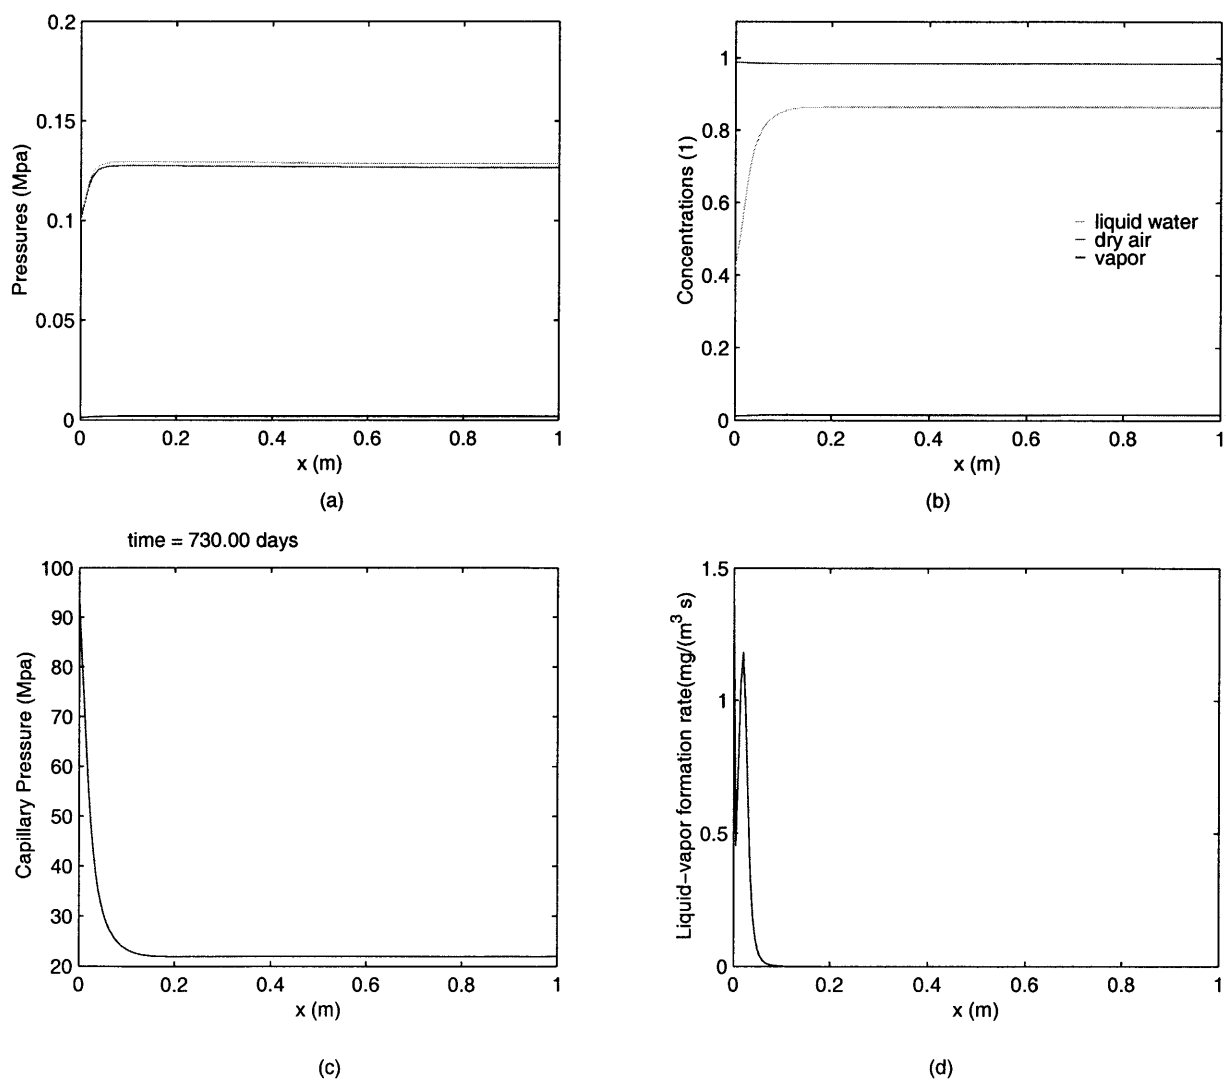 0.2
0.15
0.1
0.05
0
Pressures (Mpa)
0 0.2 0.4 0.6 0.8 1
x (m)
(a)
1
0.8
0.6
0.4
0.2
0
Concentrations (1)
liquid water
dry air
vapor
0 0.2 0.4 0.6 0.8 1
x (m)
(b)
time = 730.00 days
100
90
80
70
60
50
40
30
20
Capillary Pressure (Mpa)
0 0.2 0.4 0.6 0.8 1
x (m)
(c)
1.5
1
0.5
0
Liquid−vapor formation rate(mg/(m³ s)
0 0.2 0.4 0.6 0.8 1
x (m)
(d)